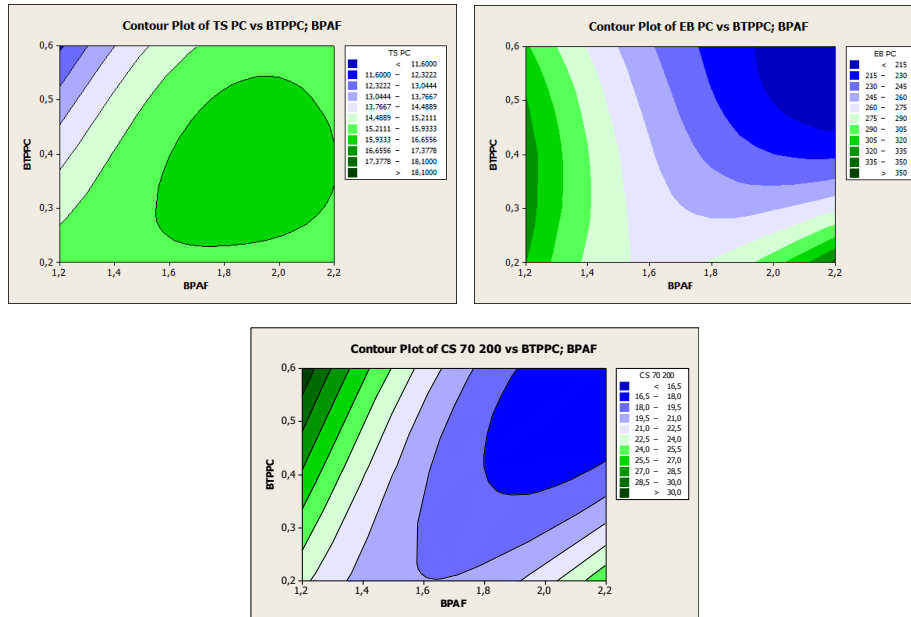 Contour Plot of TS PC vs BTPPC; BPAF
TS PC
< 11,6000
11,6000 – 12,3222
12,3222 – 13,0444
13,0444 – 13,7667
13,7667 – 14,4889
14,4889 – 15,2111
15,2111 – 15,9333
15,9333 – 16,6556
16,6556 – 17,3778
17,3778 – 18,1000
> 18,1000
0,6
0,5
0,4
0,3
0,2
BTPPC
1,2 1,4 1,6 1,8 2,0 2,2
BPAF
Contour Plot of EB PC vs BTPPC; BPAF
EB PC
< 215
215 – 230
230 – 245
245 – 260
260 – 275
275 – 290
290 – 305
305 – 320
320 – 335
335 – 350
> 350
0,6
0,5
0,4
0,3
0,2
BTPPC
1,2 1,4 1,6 1,8 2,0 2,2
BPAF
Contour Plot of CS 70 200 vs BTPPC; BPAF
CS 70 200
< 16,5
16,5 – 18,0
18,0 – 19,5
19,5 – 21,0
21,0 – 22,5
22,5 – 24,0
24,0 – 25,5
25,5 – 27,0
27,0 – 28,5
28,5 – 30,0
> 30,0
0,6
0,5
0,4
0,3
0,2
BTPPC
1,2 1,4 1,6 1,8 2,0 2,2
BPAF